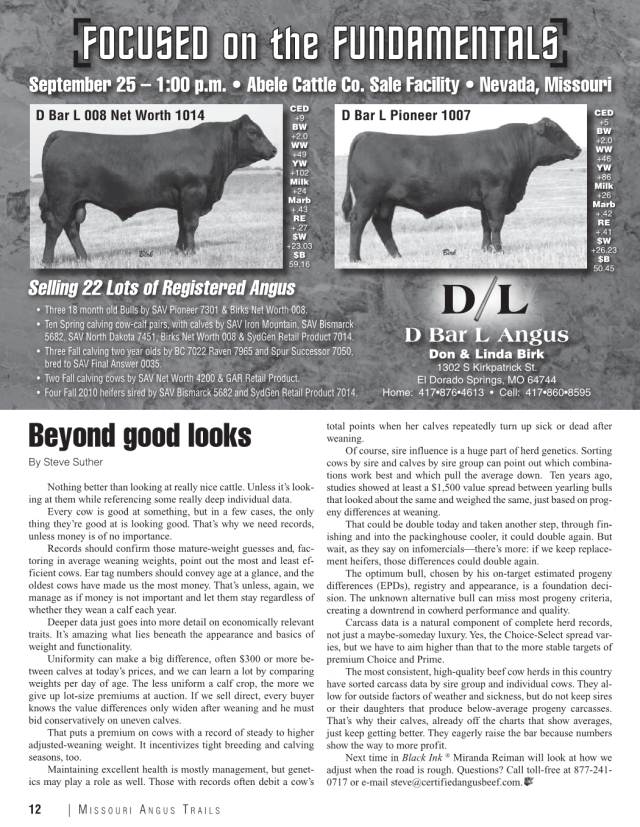 [FOCUSED on the FUNDAMENTALS]
September 25 – 1:00 p.m. • Abele Cattle Co. Sale Facility • Nevada, Missouri
D Bar L 008 Net Worth 1014
CED
+9
BW
+2.0
WW
+49
YW
+102
Milk
+24
Marb
+.43
RE
+.27
$W
+23.03
$B
59.16
Birk
D Bar L Pioneer 1007
CED
+5
BW
+2.0
WW
+46
YW
+86
Milk
+26
Marb
+.42
RE
+.41
$W
+26.23
$B
50.45
Birk
Selling 22 Lots of Registered Angus
• Three 18 month old Bulls by SAV Pioneer 7301 & Birks Net Worth 008.
• Ten Spring calving cow-calf pairs, with calves by SAV Iron Mountain, SAV Bismarck
5682, SAV North Dakota 7451, Birks Net Worth 008 & SydGen Retail Product 7014.
• Three Fall calving two year olds by BC 7022 Raven 7965 and Spur Successor 7050,
bred to SAV Final Answer 0035.
• Two Fall calving cows by SAV Net Worth 4200 & GAR Retail Product.
• Four Fall 2010 heifers sired by SAV Bismarck 5682 and SydGen Retail Product 7014.
D/L
D Bar L Angus
Don & Linda Birk
1302 S Kirkpatrick St.
El Dorado Springs, MO 64744
Home: 417•876•4613 • Cell: 417•860•8595
Beyond good looks
By Steve Suther
Nothing better than looking at really nice cattle. Unless it's look-
ing at them while referencing some really deep individual data.
Every cow is good at something, but in a few cases, the only
thing they're good at is looking good. That's why we need records,
unless money is of no importance.
Records should confirm those mature-weight guesses and, fac-
toring in average weaning weights, point out the most and least ef-
ficient cows. Ear tag numbers should convey age at a glance, and the
oldest cows have made us the most money. That's unless, again, we
manage as if money is not important and let them stay regardless of
whether they wean a calf each year.
Deeper data just goes into more detail on economically relevant
traits. It's amazing what lies beneath the appearance and basics of
weight and functionality.
Uniformity can make a big difference, often $300 or more be-
tween calves at today's prices, and we can learn a lot by comparing
weights per day of age. The less uniform a calf crop, the more we
give up lot-size premiums at auction. If we sell direct, every buyer
knows the value differences only widen after weaning and he must
bid conservatively on uneven calves.
That puts a premium on cows with a record of steady to higher
adjusted-weaning weight. It incentivizes tight breeding and calving
seasons, too.
Maintaining excellent health is mostly management, but genet-
ics may play a role as well. Those with records often debit a cow's
total points when her calves repeatedly turn up sick or dead after
weaning.
Of course, sire influence is a huge part of herd genetics. Sorting
cows by sire and calves by sire group can point out which combina-
tions work best and which pull the average down. Ten years ago,
studies showed at least a $1,500 value spread between yearling bulls
that looked about the same and weighed the same, just based on prog-
eny differences at weaning.
That could be double today and taken another step, through fin-
ishing and into the packinghouse cooler, it could double again. But
wait, as they say on infomercials—there's more: if we keep replace-
ment heifers, those differences could double again.
The optimum bull, chosen by his on-target estimated progeny
differences (EPDs), registry and appearance, is a foundation deci-
sion. The unknown alternative bull can miss most progeny criteria,
creating a downtrend in cowherd performance and quality.
Carcass data is a natural component of complete herd records,
not just a maybe-someday luxury. Yes, the Choice-Select spread var-
ies, but we have to aim higher than that to the more stable targets of
premium Choice and Prime.
The most consistent, high-quality beef cow herds in this country
have sorted carcass data by sire group and individual cows. They al-
low for outside factors of weather and sickness, but do not keep sires
or their daughters that produce below-average progeny carcasses.
That's why their calves, already off the charts that show averages,
just keep getting better. They eagerly raise the bar because numbers
show the way to more profit.
Next time in Black Ink ® Miranda Reiman will look at how we
adjust when the road is rough. Questions? Call toll-free at 877-241-
0717 or e-mail steve@certifiedangusbeef.com.
12 | MISSOURI ANGUS TRAILS